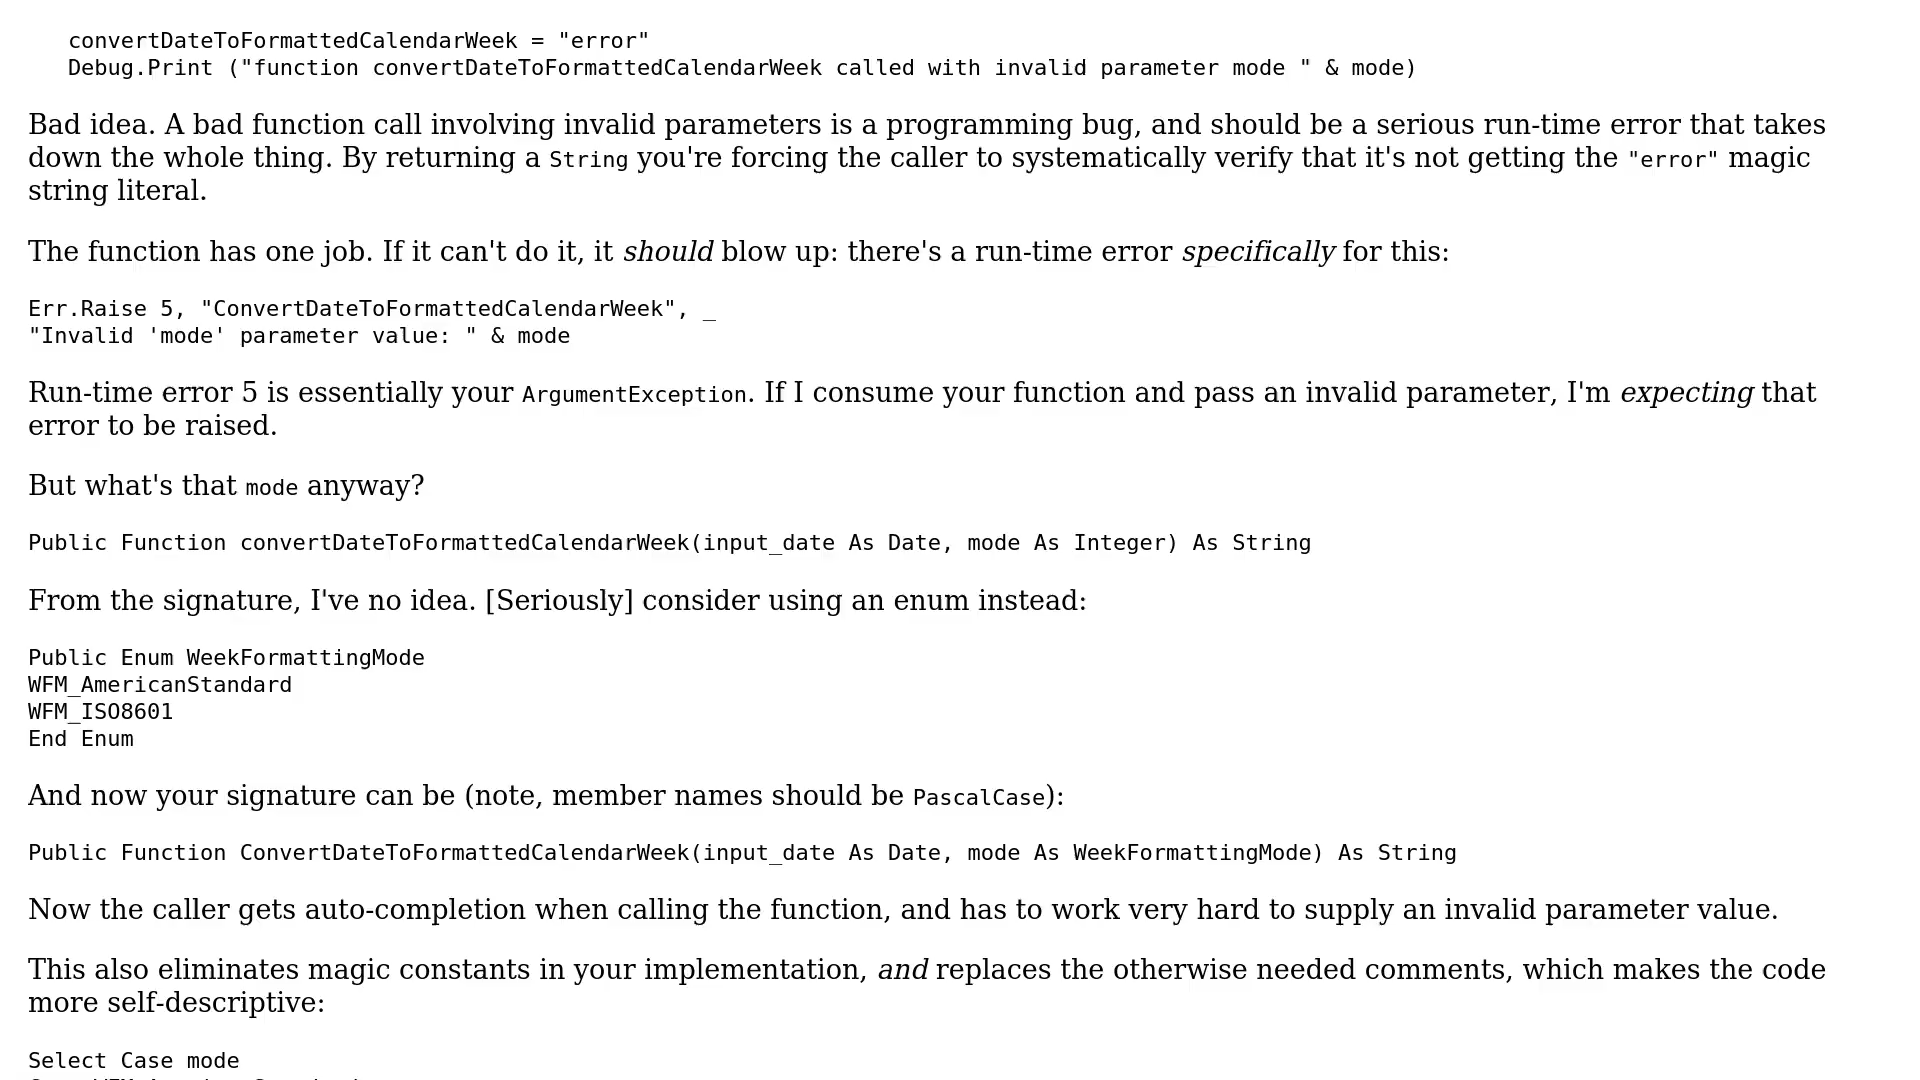 convertDateToFormattedCalendarWeek = "error"
Debug.Print ("function convertDateToFormattedCalendarWeek called with invalid parameter mode " & mode)
Bad idea. A bad function call involving invalid parameters is a programming bug, and should be a serious run-time error that takes
down the whole thing. By returning a String you're forcing the caller to systematically verify that it's not getting the "error" magic
string literal.
The function has one job. If it can't do it, it should blow up: there's a run-time error specifically for this:
Err.Raise 5, "ConvertDateToFormattedCalendarWeek", _
"Invalid 'mode' parameter value: " & mode
Run-time error 5 is essentially your ArgumentException. If I consume your function and pass an invalid parameter, I'm expecting that
error to be raised.
But what's that mode anyway?
Public Function convertDateToFormattedCalendarWeek(input_date As Date, mode As Integer) As String
From the signature, I've no idea. [Seriously] consider using an enum instead:
Public Enum WeekFormattingMode
WFM_AmericanStandard
WFM_ISO8601
End Enum
And now your signature can be (note, member names should be PascalCase):
Public Function ConvertDateToFormattedCalendarWeek(input_date As Date, mode As WeekFormattingMode) As String
Now the caller gets auto-completion when calling the function, and has to work very hard to supply an invalid parameter value.
This also eliminates magic constants in your implementation, and replaces the otherwise needed comments, which makes the code
more self-descriptive:
Select Case mode